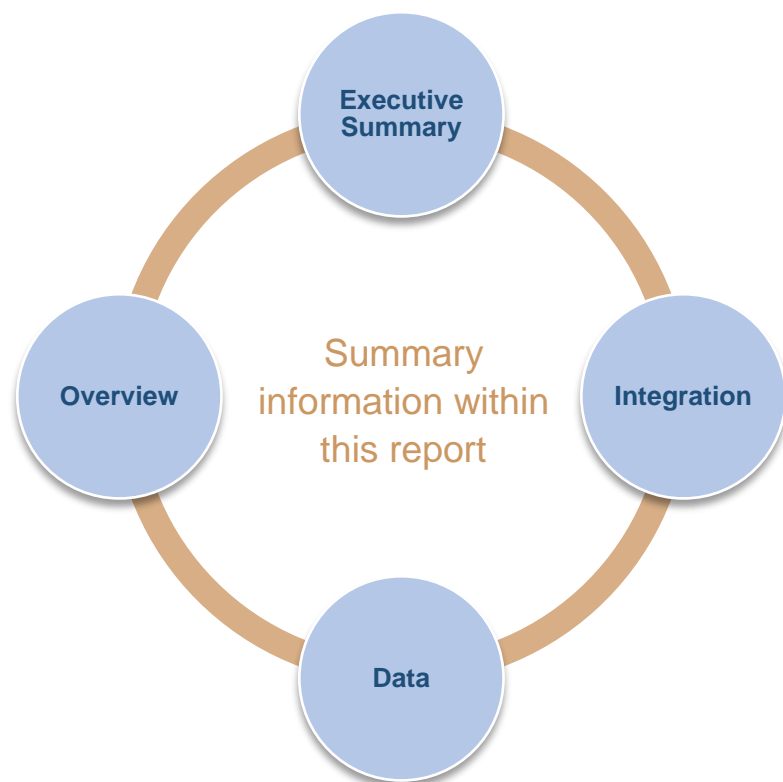 Executive
Summary
Summary
information within
this report
Overview
Integration
Data